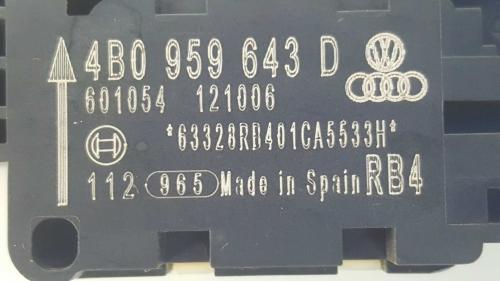 4B0 959 643 D
601054 121006
*63328RB401CA5533H*
112 965 Made in Spain RB4